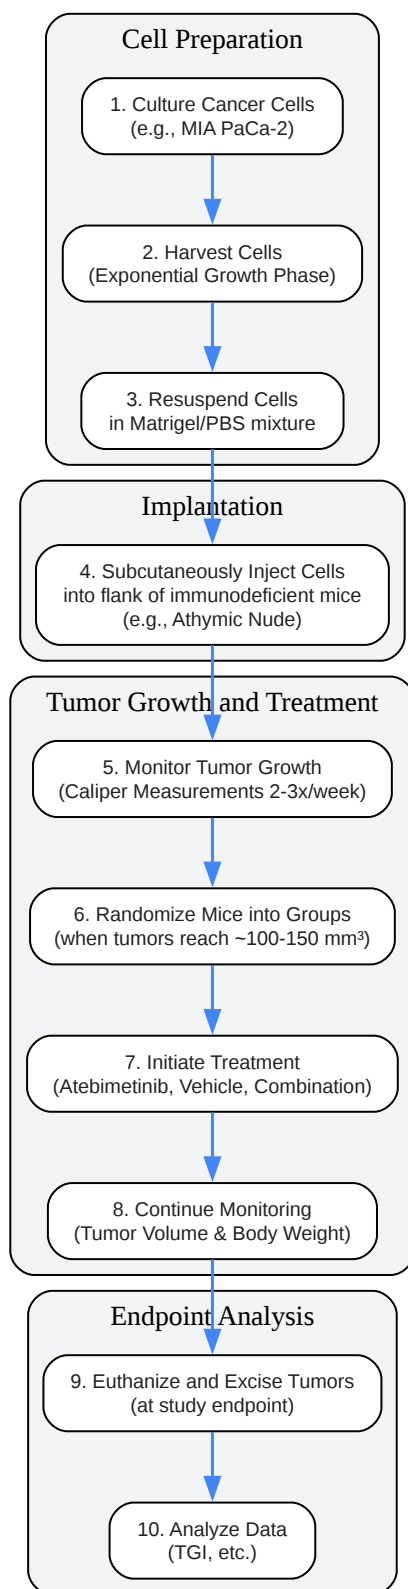 Cell Preparation
1. Culture Cancer Cells
(e.g., MIA PaCa-2)
2. Harvest Cells
(Exponential Growth Phase)
3. Resuspend Cells
in Matrigel/PBS mixture
Implantation
4. Subcutaneously Inject Cells
into flank of immunodeficient mice
(e.g., Athymic Nude)
Tumor Growth and Treatment
5. Monitor Tumor Growth
(Caliper Measurements 2-3x/week)
6. Randomize Mice into Groups
(when tumors reach ~100-150 mm³)
7. Initiate Treatment
(Atebimetinib, Vehicle, Combination)
8. Continue Monitoring
(Tumor Volume & Body Weight)
Endpoint Analysis
9. Euthanize and Excise Tumors
(at study endpoint)
10. Analyze Data
(TGI, etc.)